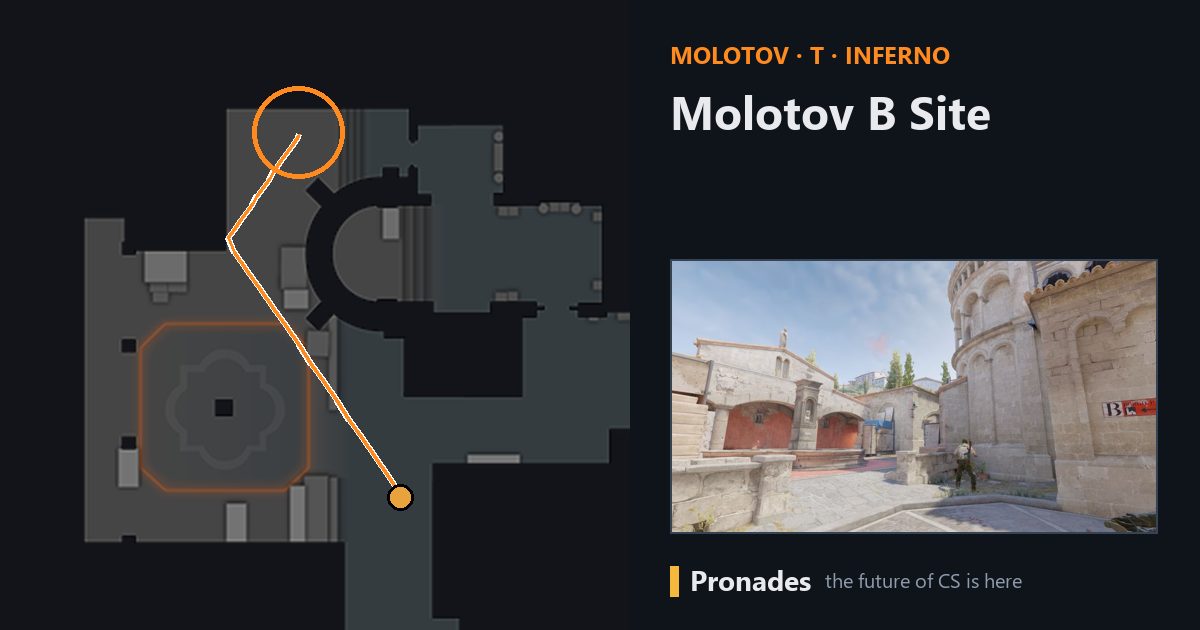 MOLOTOV · T · INFERNO
Molotov B Site
B
Pronades the future of CS is here